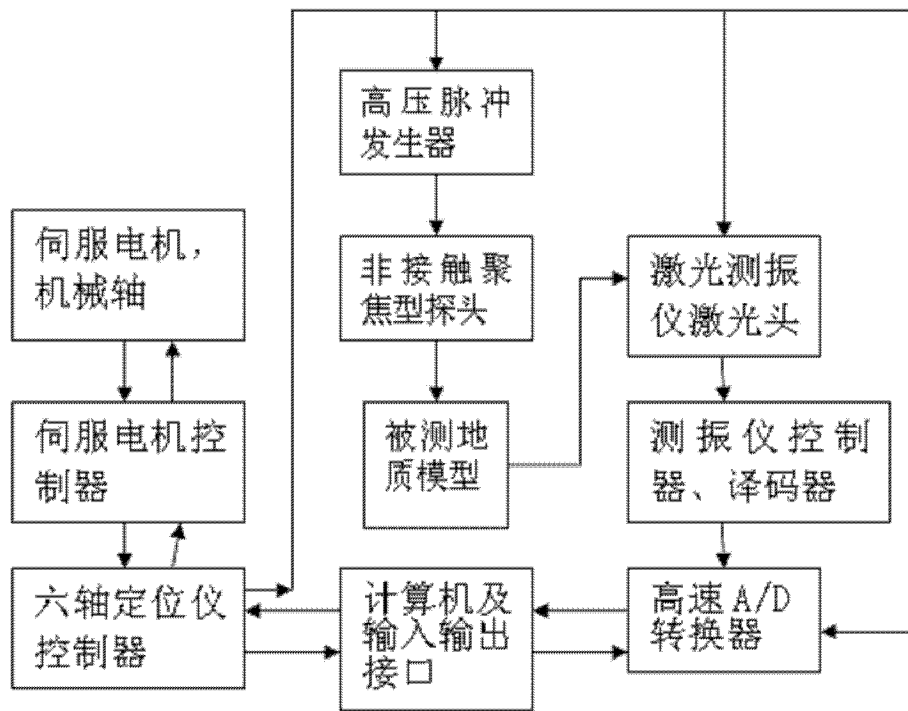 高压脉冲
发生器
伺服电机，
机械轴
非接触聚
焦型探头
激光测振
仪激光头
伺服电机控
制器
被测地
质模型
测振仪控制
器、译码器
六轴定位仪
控制器
计算机及
输入输出
接口
高速A/D
转换器